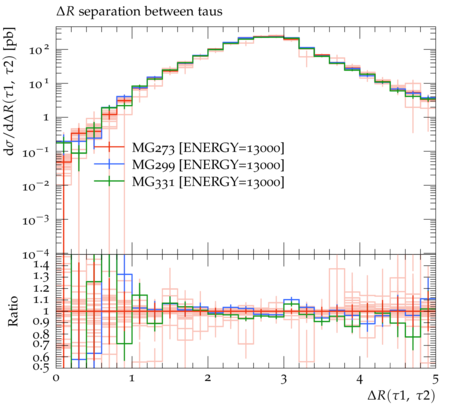 ΔR separation between taus
dσ/dΔR(τ1, τ2) [pb]
10²
10¹
1
10⁻¹
10⁻²
10⁻³
10⁻⁴
MG273 [ENERGY=13000]
MG299 [ENERGY=13000]
MG331 [ENERGY=13000]
Ratio
1.4
1.3
1.2
1.1
1
0.9
0.8
0.7
0.6
0.5
0 1 2 3 4 5
ΔR(τ1, τ2)